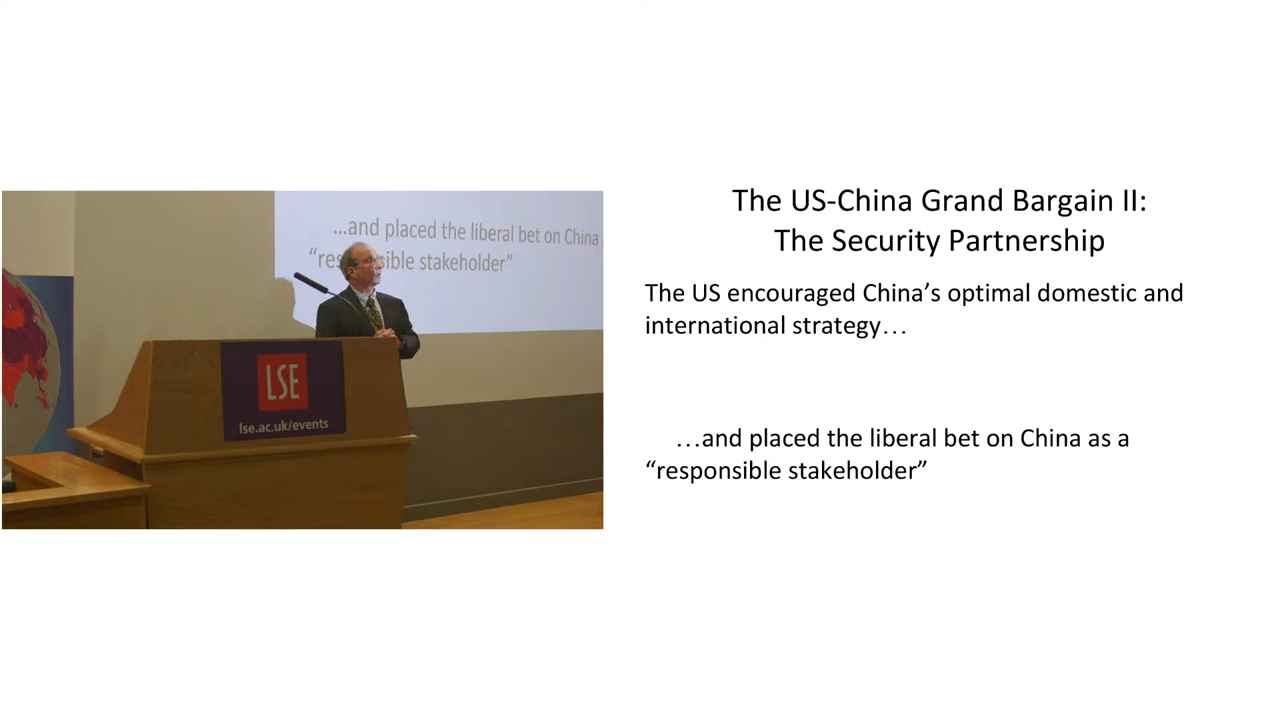 …and placed the liberal bet on China
“responsible stakeholder”
LSE
lse.ac.uk/events
The US-China Grand Bargain II:
The Security Partnership
The US encouraged China’s optimal domestic and
international strategy…
…and placed the liberal bet on China as a
“responsible stakeholder”